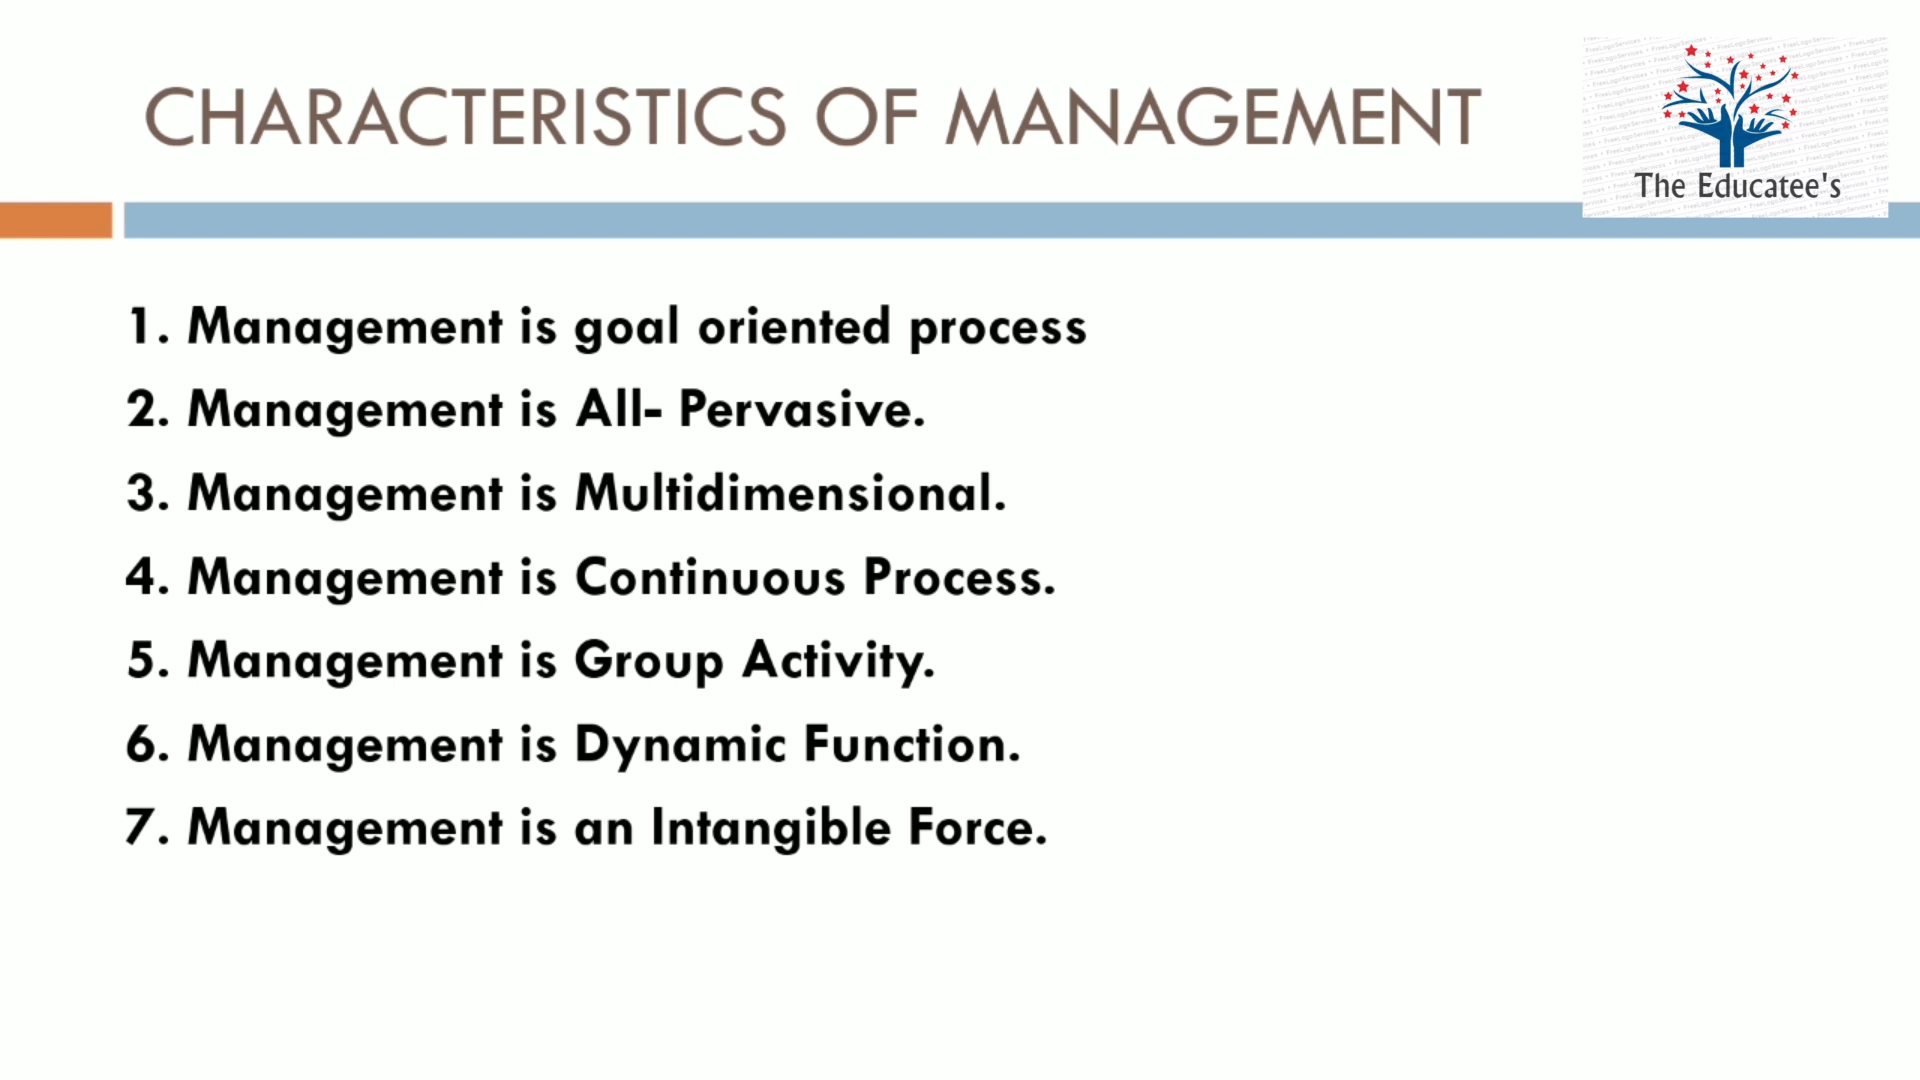 CHARACTERISTICS OF MANAGEMENT
The Educatee's
1. Management is goal oriented process
2. Management is All- Pervasive.
3. Management is Multidimensional.
4. Management is Continuous Process.
5. Management is Group Activity.
6. Management is Dynamic Function.
7. Management is an Intangible Force.